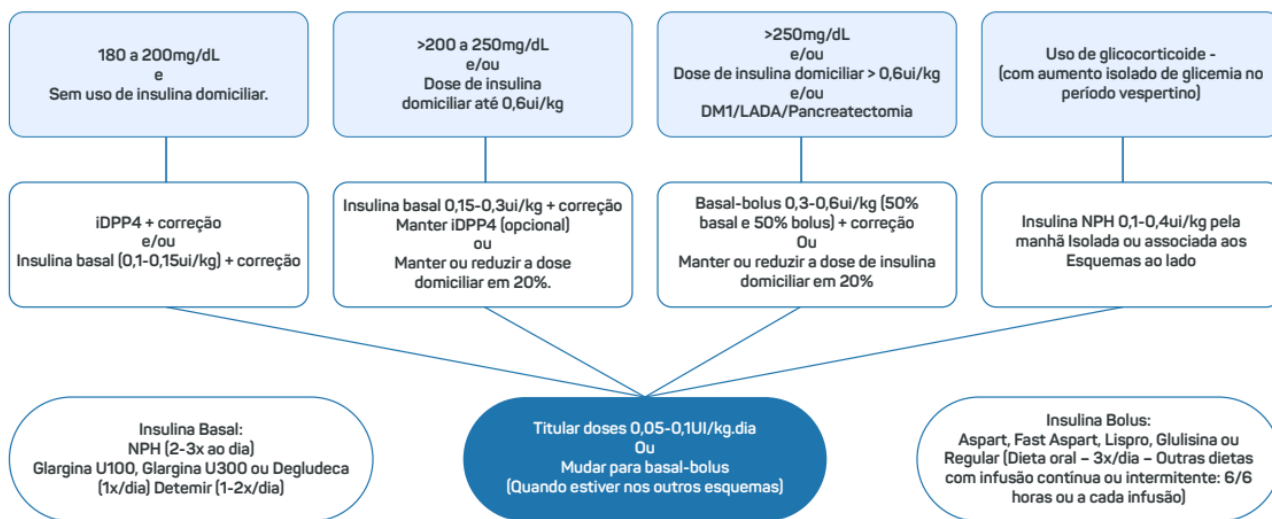 180 a 200mg/dL
e
Sem uso de insulina domiciliar.
>200 a 250mg/dL
e/ou
Dose de insulina
domiciliar até 0,6ui/kg
>250mg/dL
e/ou
Dose de insulina domiciliar > 0,6ui/kg
e/ou
DM1/LADA/Pancreatectomia
Uso de glicocorticoide -
(com aumento isolado de glicemia no
período vespertino)
iDPP4 + correção
e/ou
Insulina basal (0,1-0,15ui/kg) + correção
Insulina basal 0,15-0,3ui/kg + correção
Manter iDPP4 (opcional)
ou
Manter ou reduzir a dose
domiciliar em 20%.
Basal-bolus 0,3-0,6ui/kg (50%
basal e 50% bolus) + correção
Ou
Manter ou reduzir a dose de insulina
domiciliar em 20%
Insulina NPH 0,1-0,4ui/kg pela
manhã Isolada ou associada aos
Esquemas ao lado
Insulina Basal:
NPH (2-3x ao dia)
Glargina U100, Glargina U300 ou Degludeca
(1x/dia) Detemir (1-2x/dia)
Titular doses 0,05-0,1UI/kg.dia
Ou
Mudar para basal-bolus
(Quando estiver nos outros esquemas)
Insulina Bolus:
Aspart, Fast Aspart, Lispro, Glulisina ou
Regular (Dieta oral – 3x/dia – Outras dietas
com infusão contínua ou intermitente: 6/6
horas ou a cada infusão)